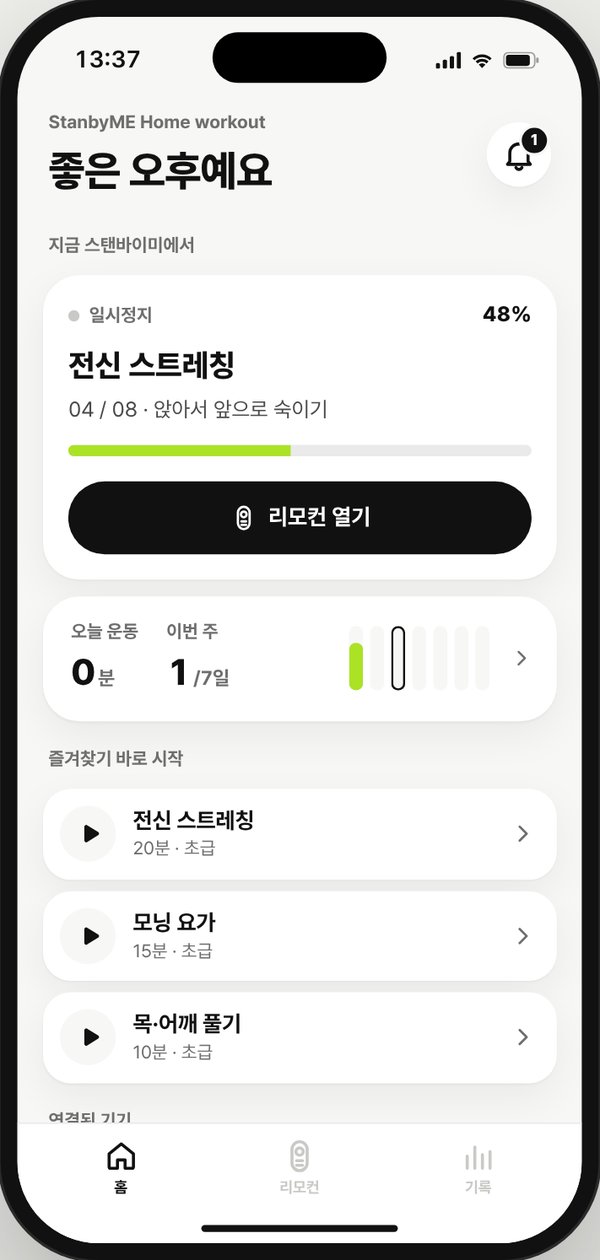 13:37
StanbyME Home workout
좋은 오후예요
1
지금 스탠바이미에서
일시정지
48%
전신 스트레칭
04 / 08 · 앉아서 앞으로 숙이기
리모컨 열기
오늘 운동 이번 주
0분 1 /7일
즐겨찾기 바로 시작
전신 스트레칭
20분 · 초급
모닝 요가
15분 · 초급
목·어깨 풀기
10분 · 초급
연결된 기기
홈 리모컨 기록